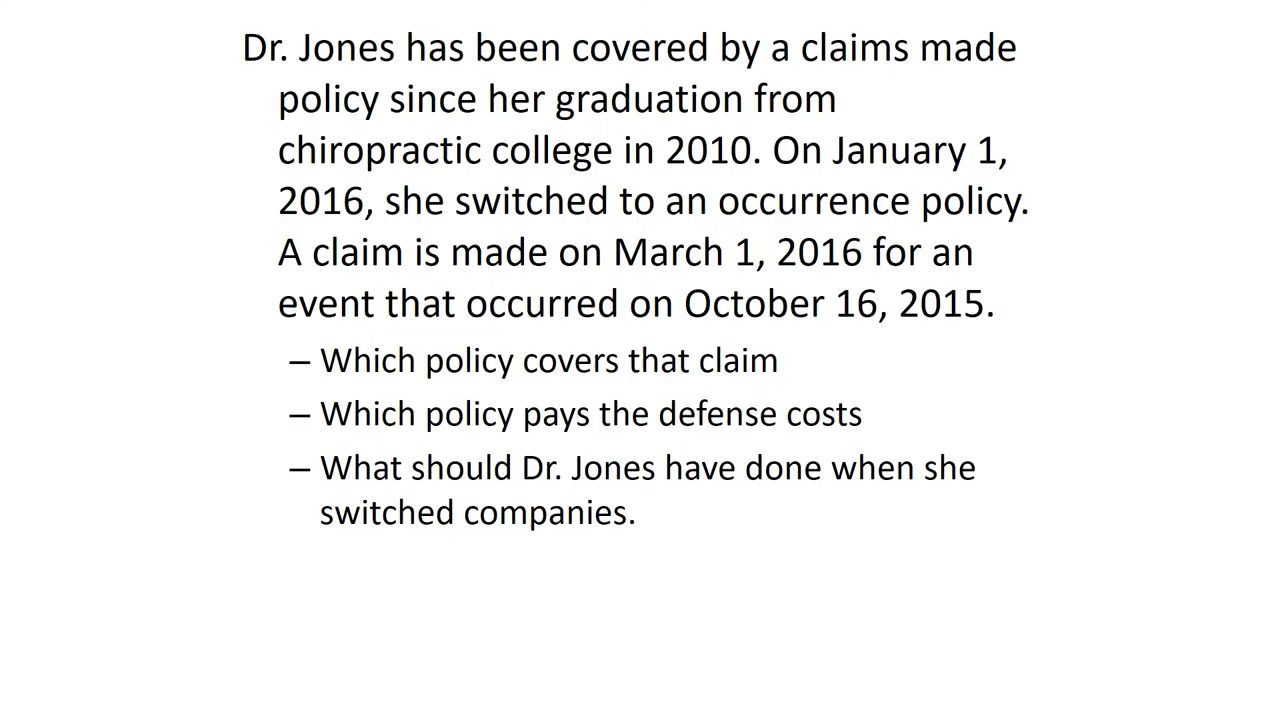 Dr. Jones has been covered by a claims made
policy since her graduation from
chiropractic college in 2010. On January 1,
2016, she switched to an occurrence policy.
A claim is made on March 1, 2016 for an
event that occurred on October 16, 2015.
– Which policy covers that claim
– Which policy pays the defense costs
– What should Dr. Jones have done when she
switched companies.